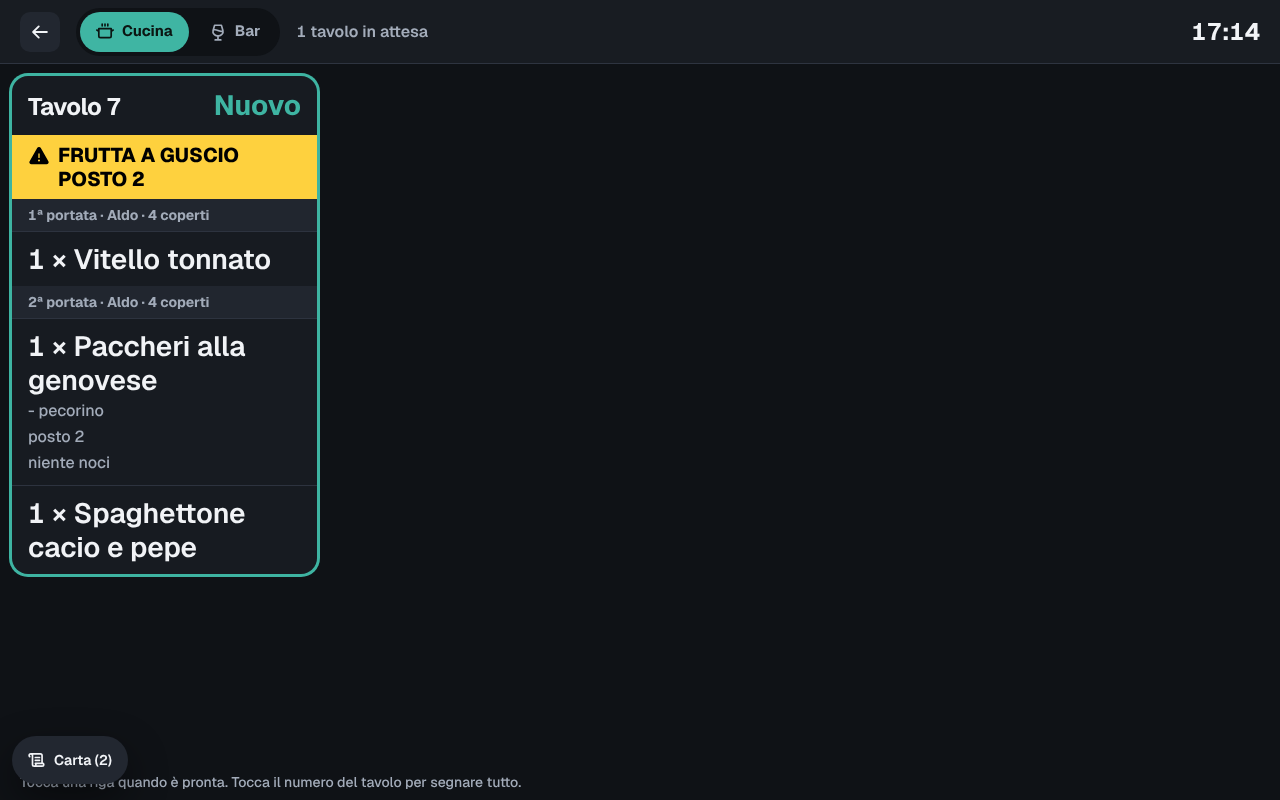 Cucina
Bar
1 tavolo in attesa
17:14
Tavolo 7
Nuovo
FRUTTA A GUSCIO
POSTO 2
1ª portata · Aldo · 4 coperti
1 × Vitello tonnato
2ª portata · Aldo · 4 coperti
1 × Paccheri alla
genovese
- pecorino
posto 2
niente noci
1 × Spaghettone
cacio e pepe
Carta (2)
Tocca una riga quando è pronta. Tocca il numero del tavolo per segnare tutto.